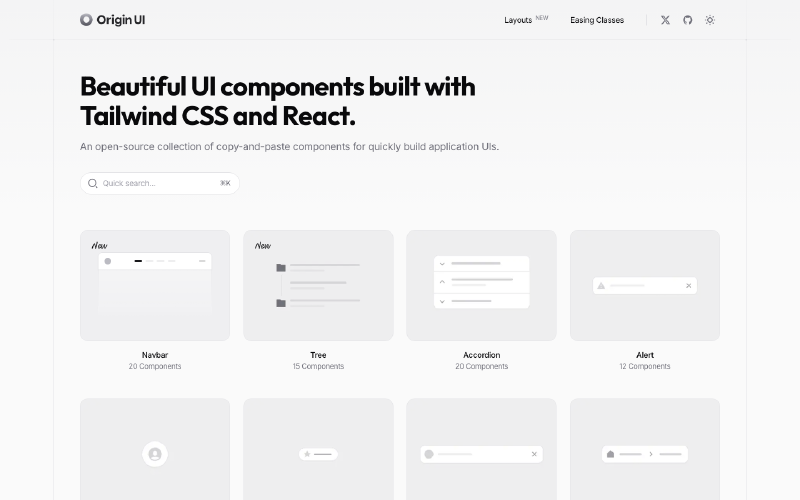 Origin UI
Layouts NEW
Easing Classes
Beautiful UI components built with
Tailwind CSS and React.
An open-source collection of copy-and-paste components for quickly build application UIs.
Quick search... ⌘K
New
New
Navbar
20 Components
Tree
15 Components
Accordion
20 Components
Alert
12 Components